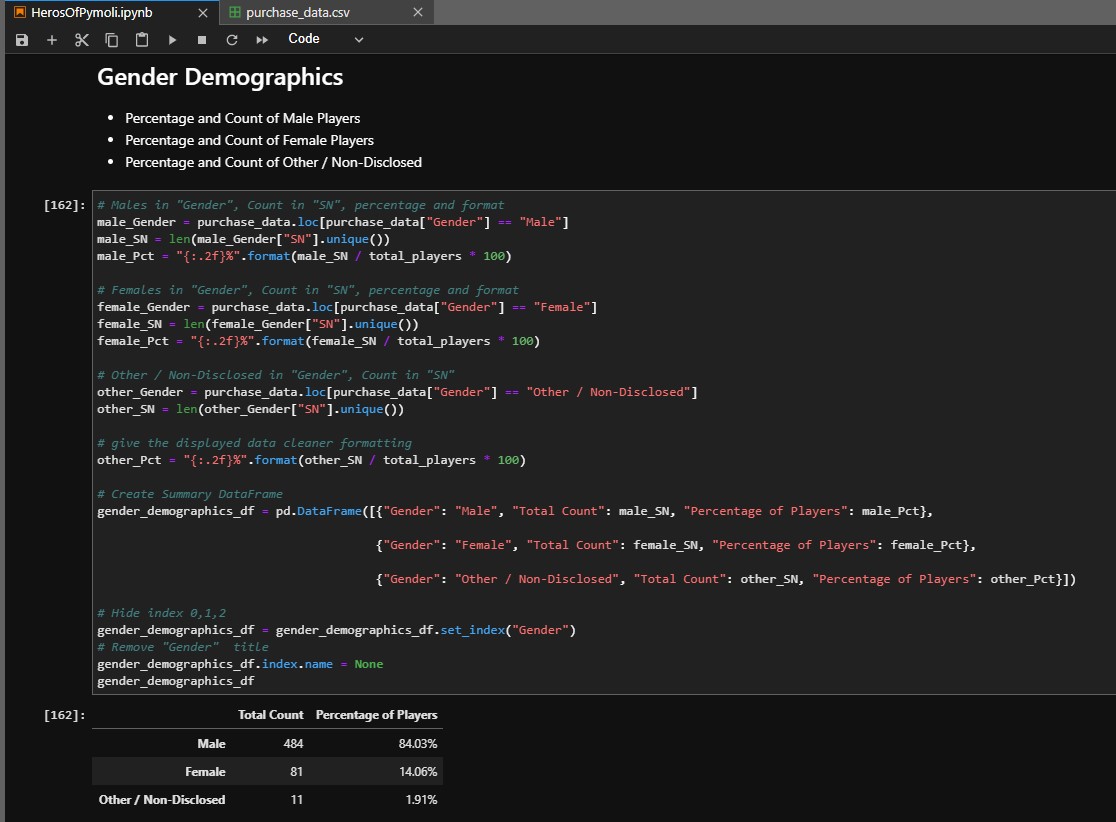 HerosOfPymoli.ipynb
purchase_data.csv
Code
Gender Demographics
Percentage and Count of Male Players
Percentage and Count of Female Players
Percentage and Count of Other / Non-Disclosed
[162]:
# Males in "Gender", Count in "SN", percentage and format
male_Gender = purchase_data.loc[purchase_data["Gender"] == "Male"]
male_SN = len(male_Gender["SN"].unique())
male_Pct = "{:.2f}%".format(male_SN / total_players * 100)
# Females in "Gender", Count in "SN", percentage and format
female_Gender = purchase_data.loc[purchase_data["Gender"] == "Female"]
female_SN = len(female_Gender["SN"].unique())
female_Pct = "{:.2f}%".format(female_SN / total_players * 100)
# Other / Non-Disclosed in "Gender", Count in "SN"
other_Gender = purchase_data.loc[purchase_data["Gender"] == "Other / Non-Disclosed"]
other_SN = len(other_Gender["SN"].unique())
# give the displayed data cleaner formatting
other_Pct = "{:.2f}%".format(other_SN / total_players * 100)
# Create Summary DataFrame
gender_demographics_df = pd.DataFrame([{"Gender": "Male", "Total Count": male_SN, "Percentage of Players": male_Pct},
{"Gender": "Female", "Total Count": female_SN, "Percentage of Players": female_Pct},
{"Gender": "Other / Non-Disclosed", "Total Count": other_SN, "Percentage of Players": other_Pct}])
# Hide index 0,1,2
gender_demographics_df = gender_demographics_df.set_index("Gender")
# Remove "Gender"  title
gender_demographics_df.index.name = None
gender_demographics_df
[162]:
Total Count Percentage of Players
Male 484 84.03%
Female 81 14.06%
Other / Non-Disclosed 11 1.91%